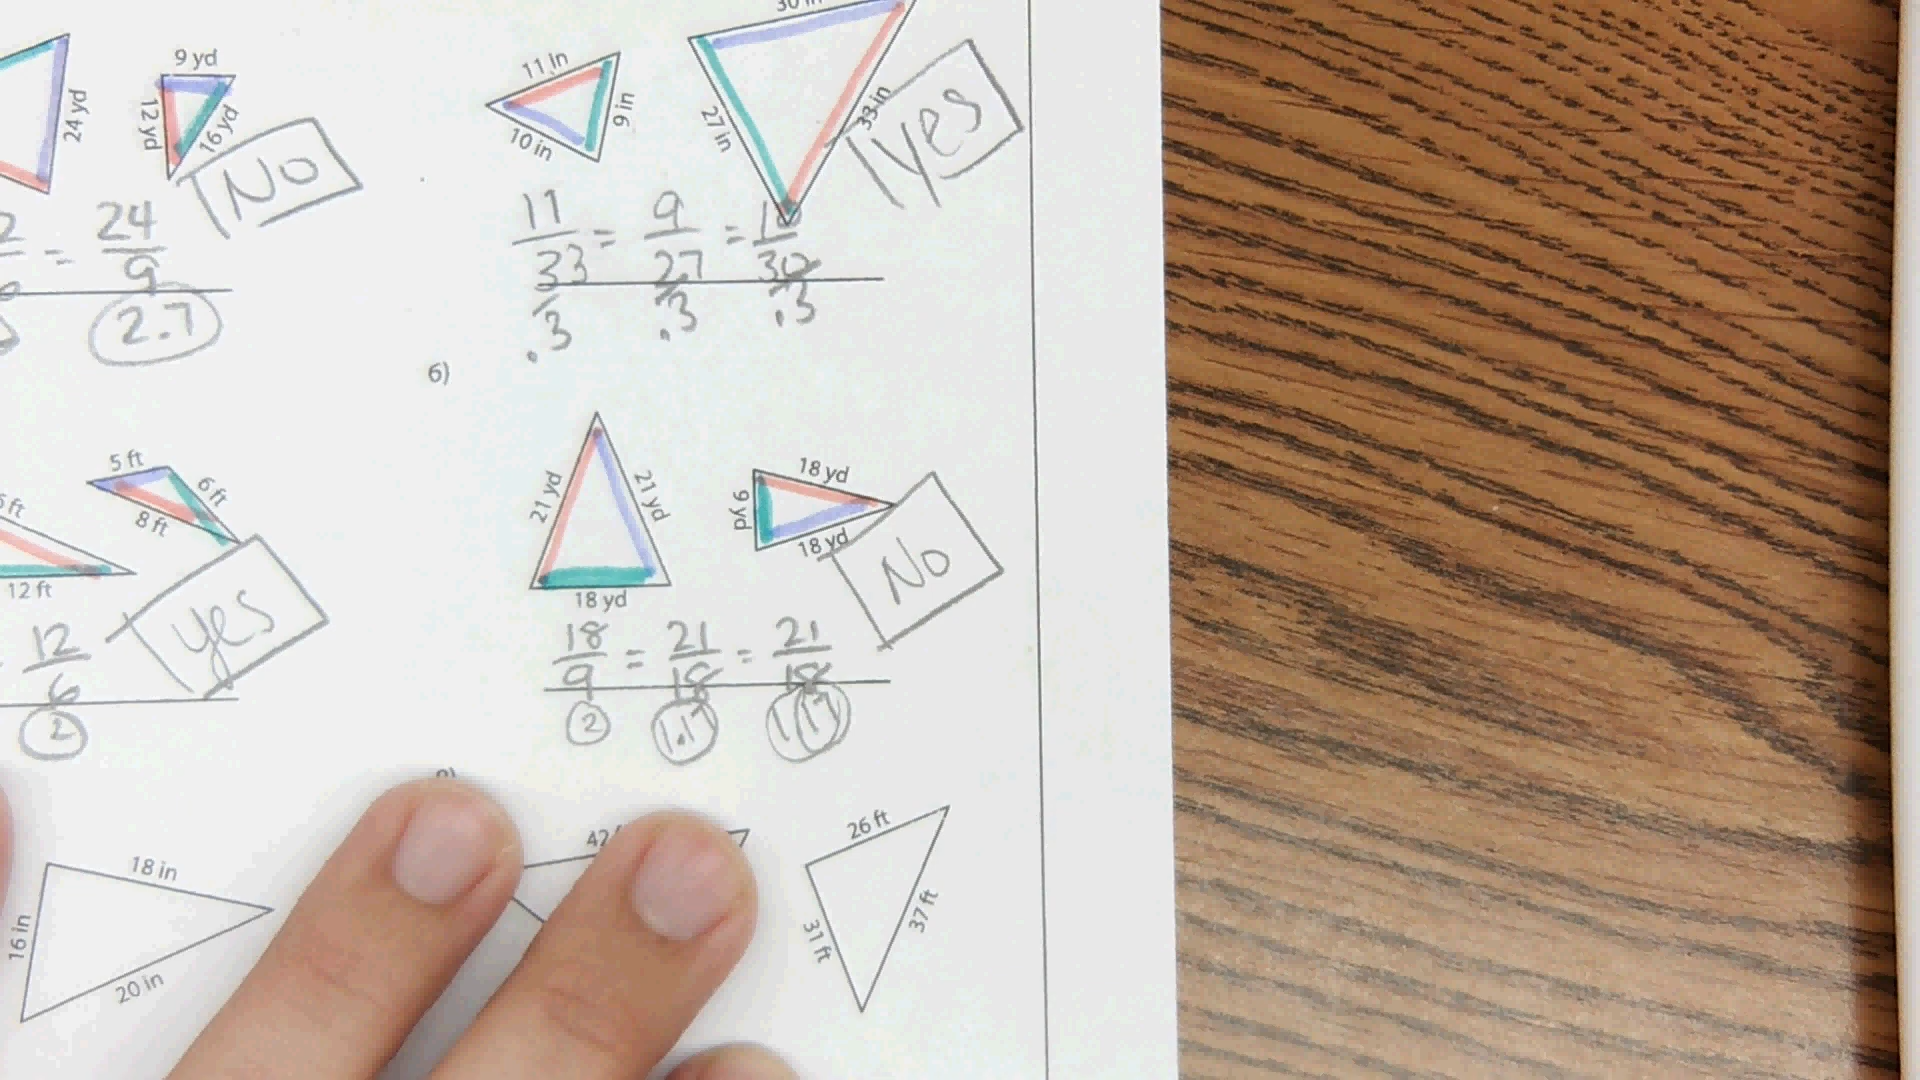 30 in
9 yd
11 in
24 yd
12 yd
16 yd
9 in
10 in
27 in
33 in
No
yes
= 24/9
11/33 = 9/27 = 10/30
2.7
.3 .3 .3
6)
5 ft
6 ft
8 ft
21 yd
21 yd
18 yd
9 yd
18 yd
No
12 ft
18 yd
12/6
yes
18/9 = 21/18 = 21/18
2
2 1.17 1.17
18 in
16 in
20 in
42
26 ft
31 ft
37 ft